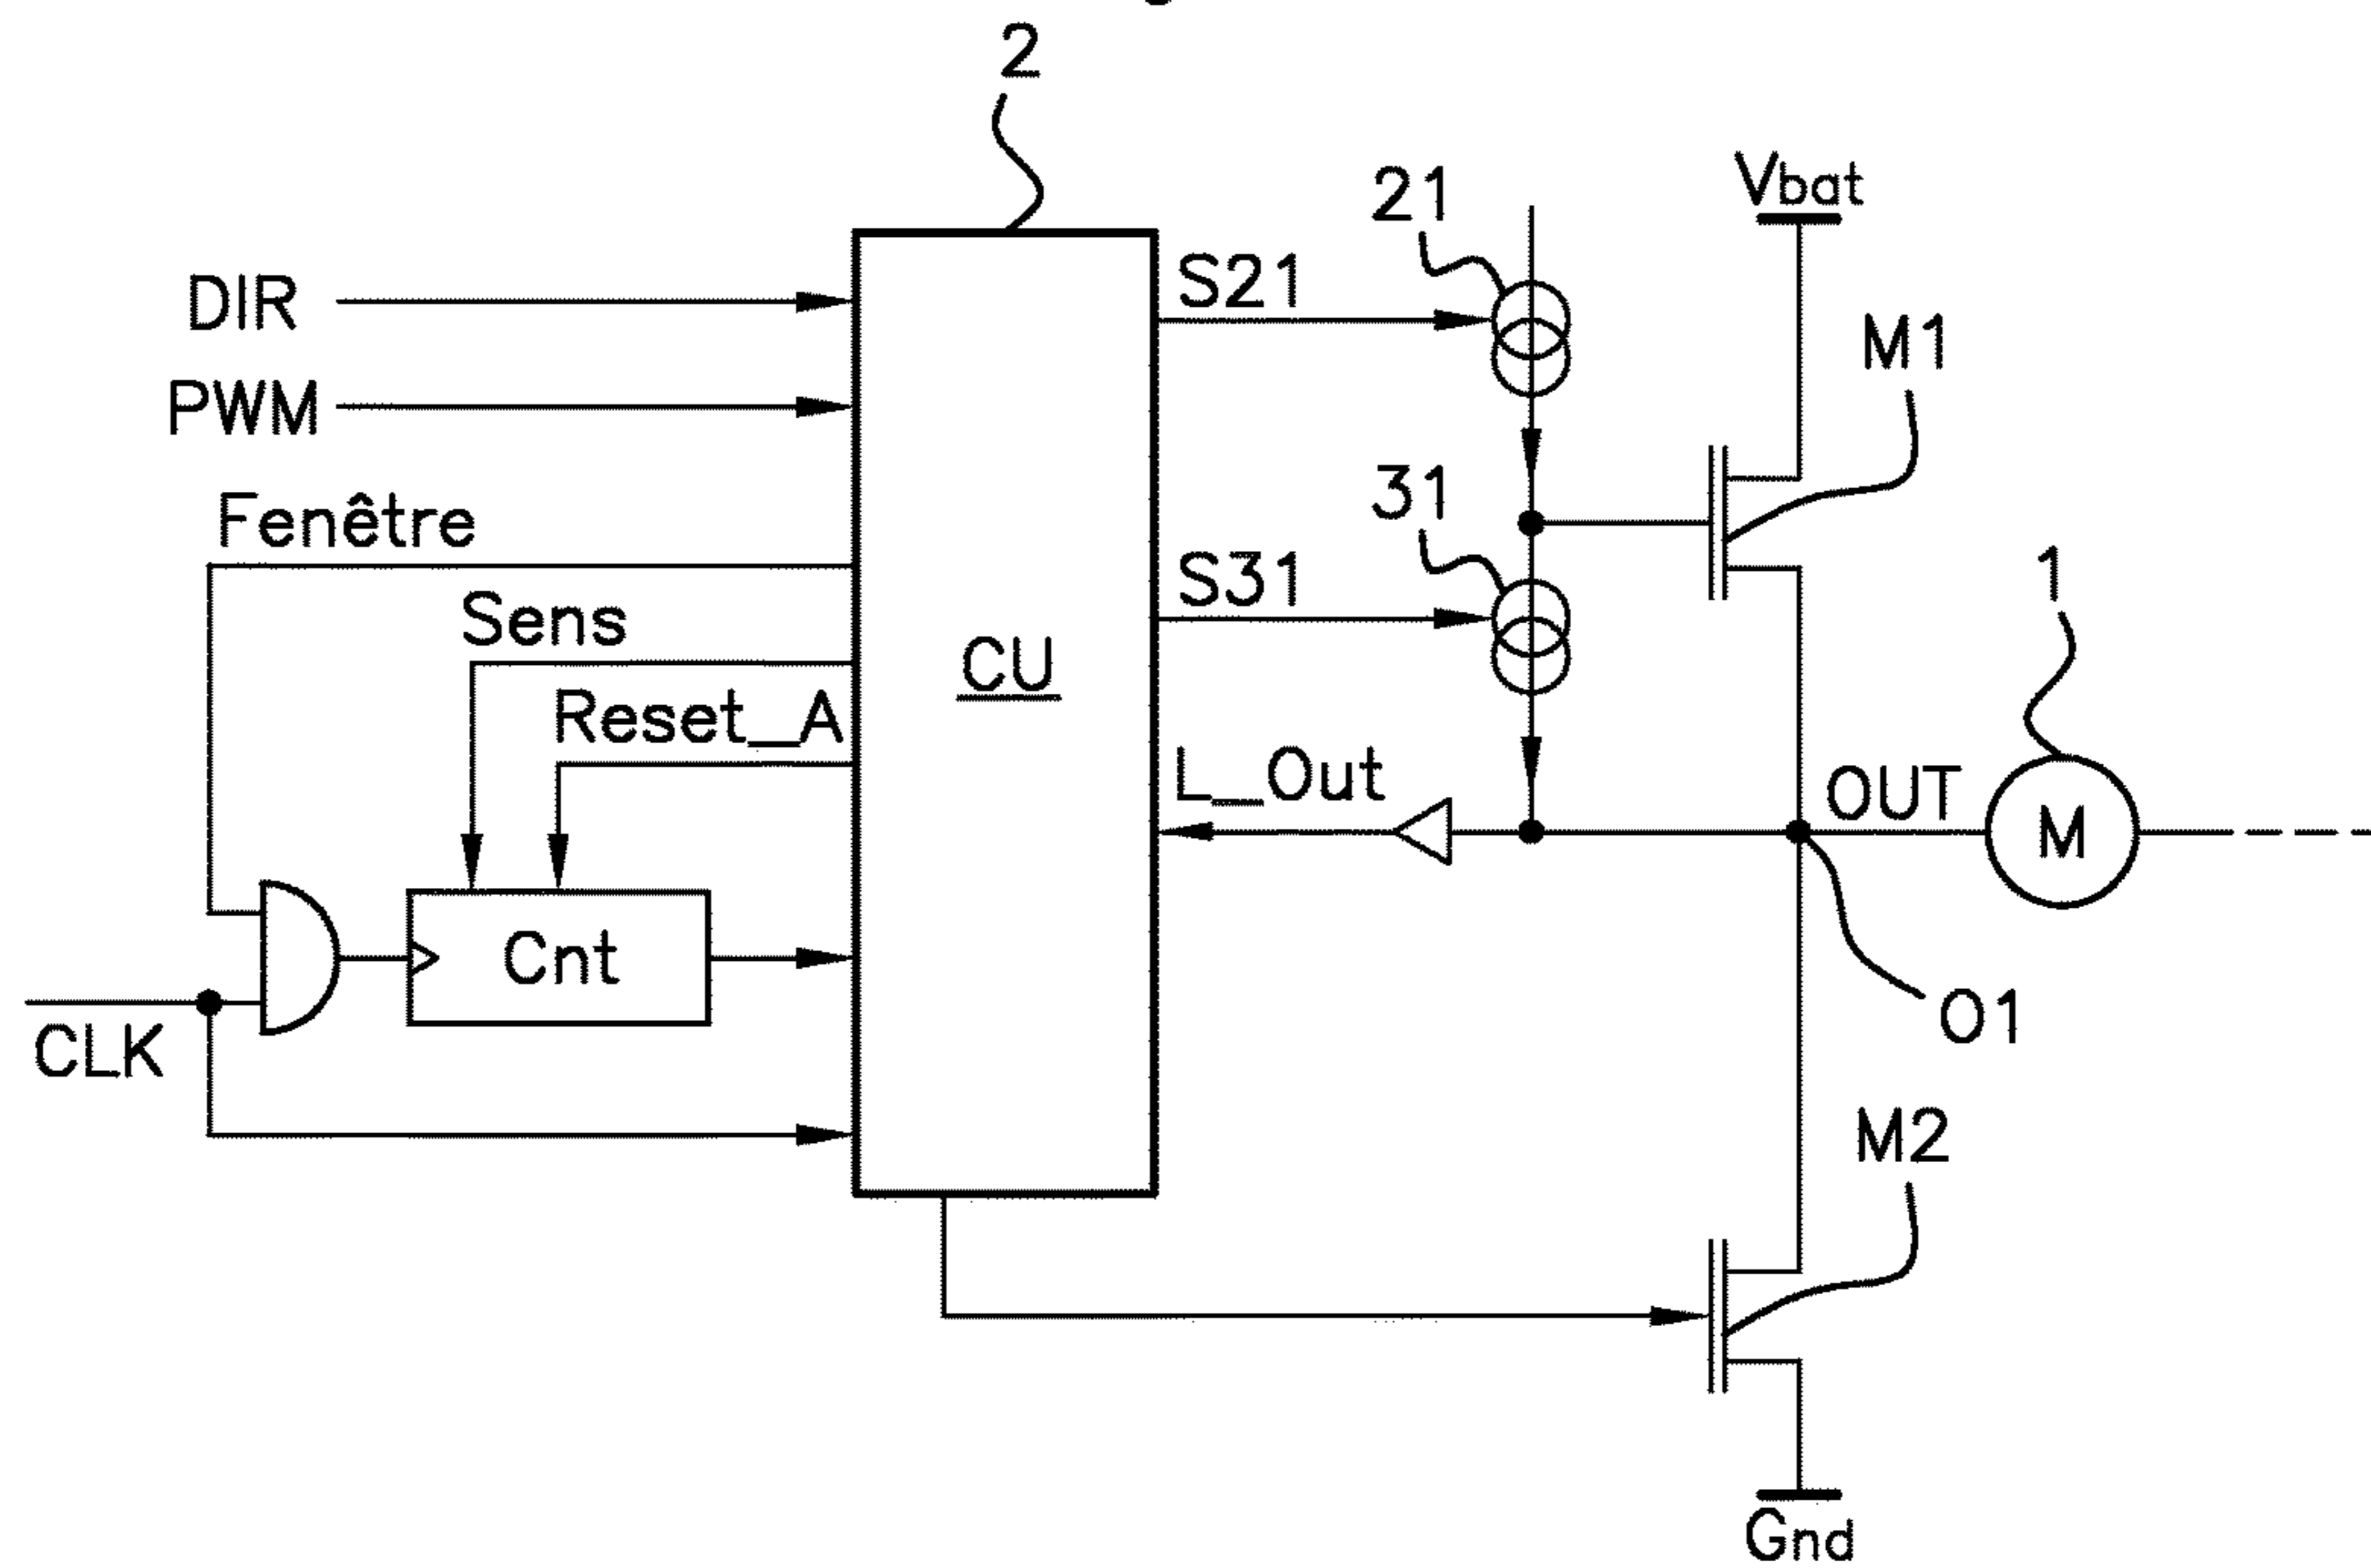 2
21
Vbat
S21
DIR
M1
PWM
31
Fenêtre
S31
1
Sens
CU
Reset_A
L_Out
OUT
M
Cnt
O1
CLK
M2
Gnd